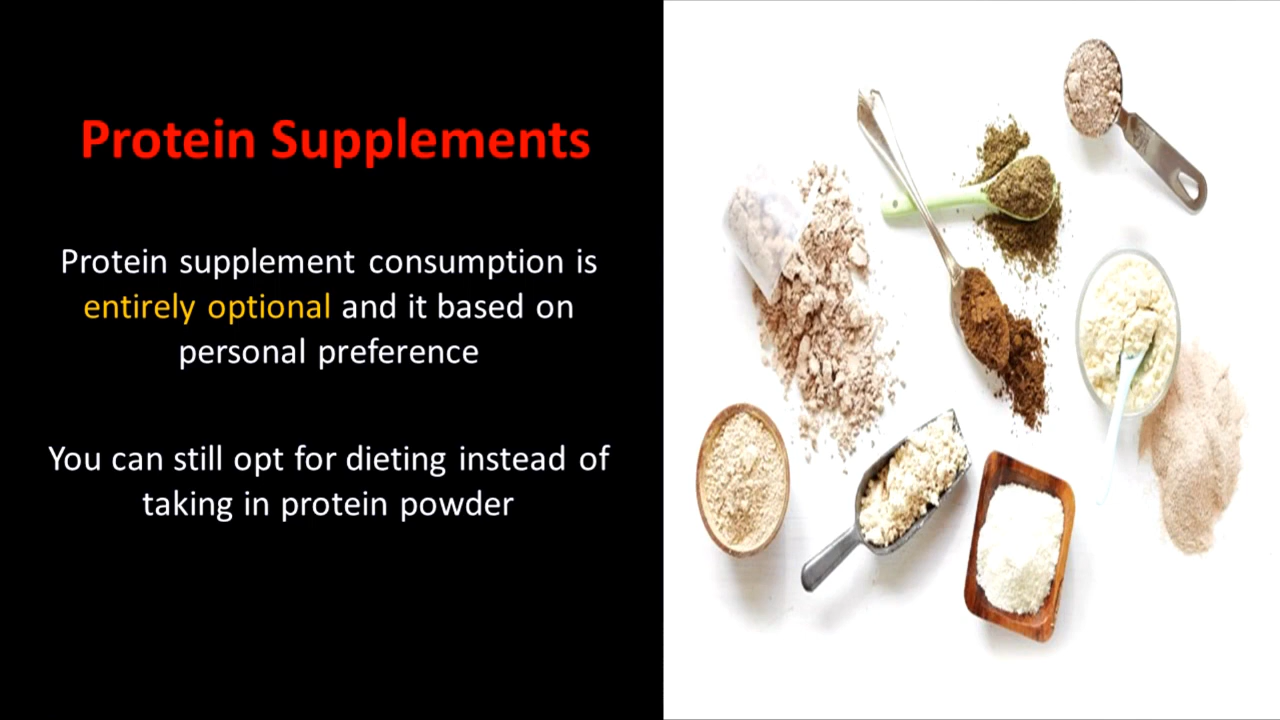 Protein Supplements
Protein supplement consumption is
entirely optional and it based on
personal preference
You can still opt for dieting instead of
taking in protein powder